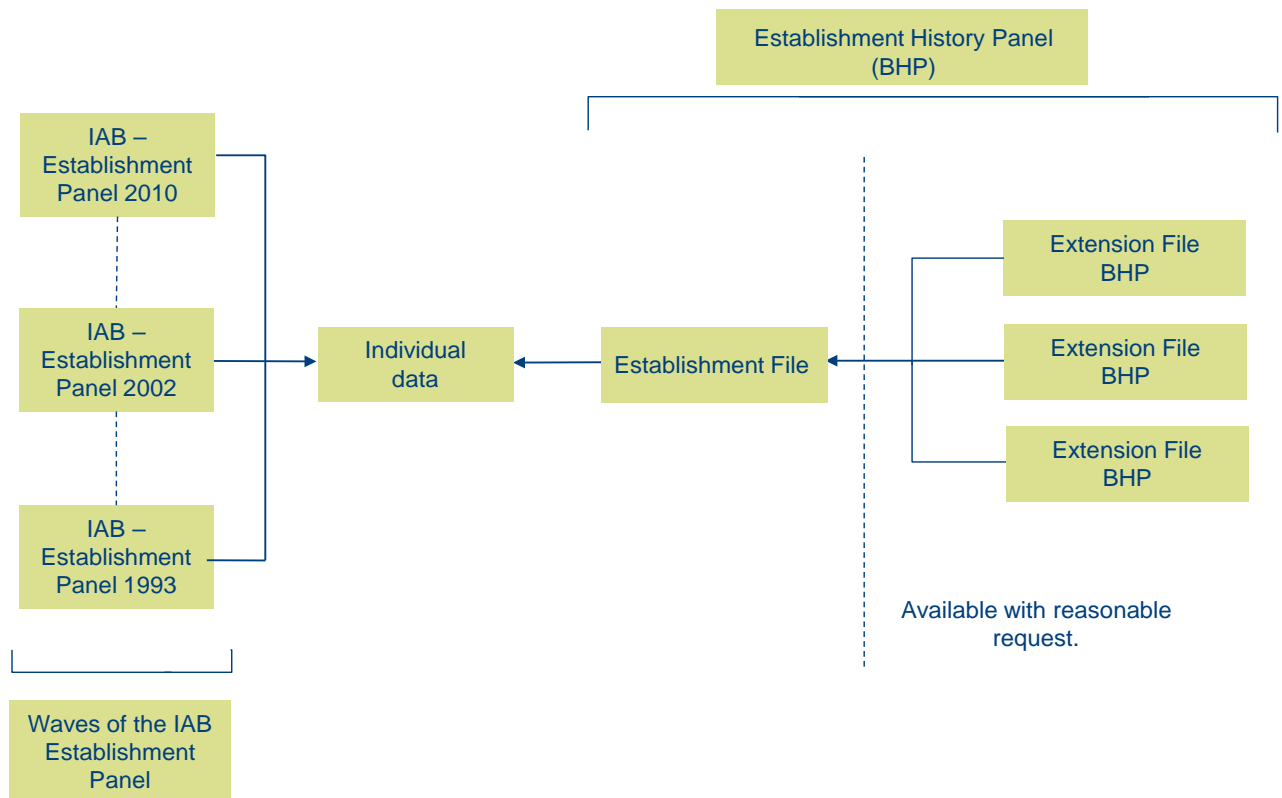 Establishment History Panel
(BHP)
IAB –
Establishment
Panel 2010
IAB –
Establishment
Panel 2002
IAB –
Establishment
Panel 1993
Waves of the IAB
Establishment
Panel
Individual
data
Establishment File
Extension File
BHP
Extension File
BHP
Extension File
BHP
Available with reasonable
request.